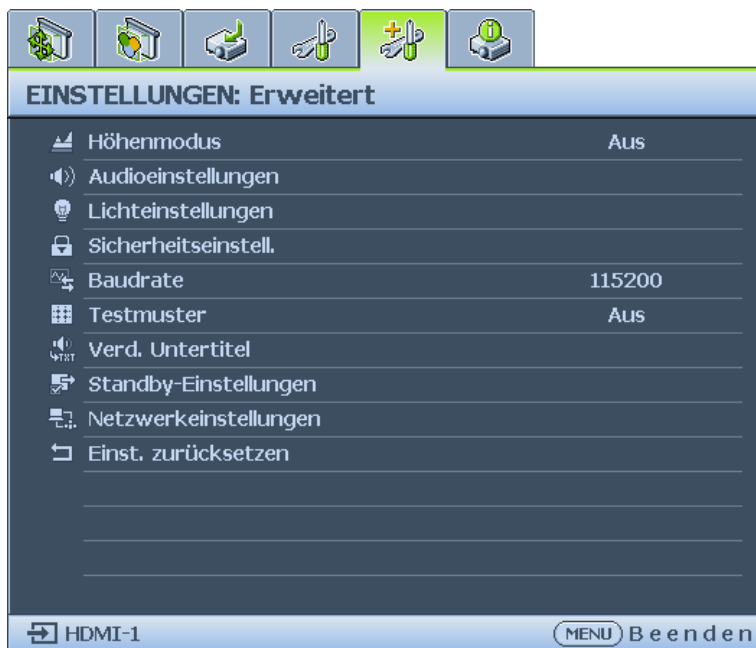 EINSTELLUNGEN: Erweitert
Höhenmodus Aus
Audioeinstellungen
Lichteinstellungen
Sicherheitseinstell.
Baudrate 115200
Testmuster Aus
TXT Verd. Untertitel
Standby-Einstellungen
Netzwerkeinstellungen
Einst. zurücksetzen
HDMI-1 MENU Beenden